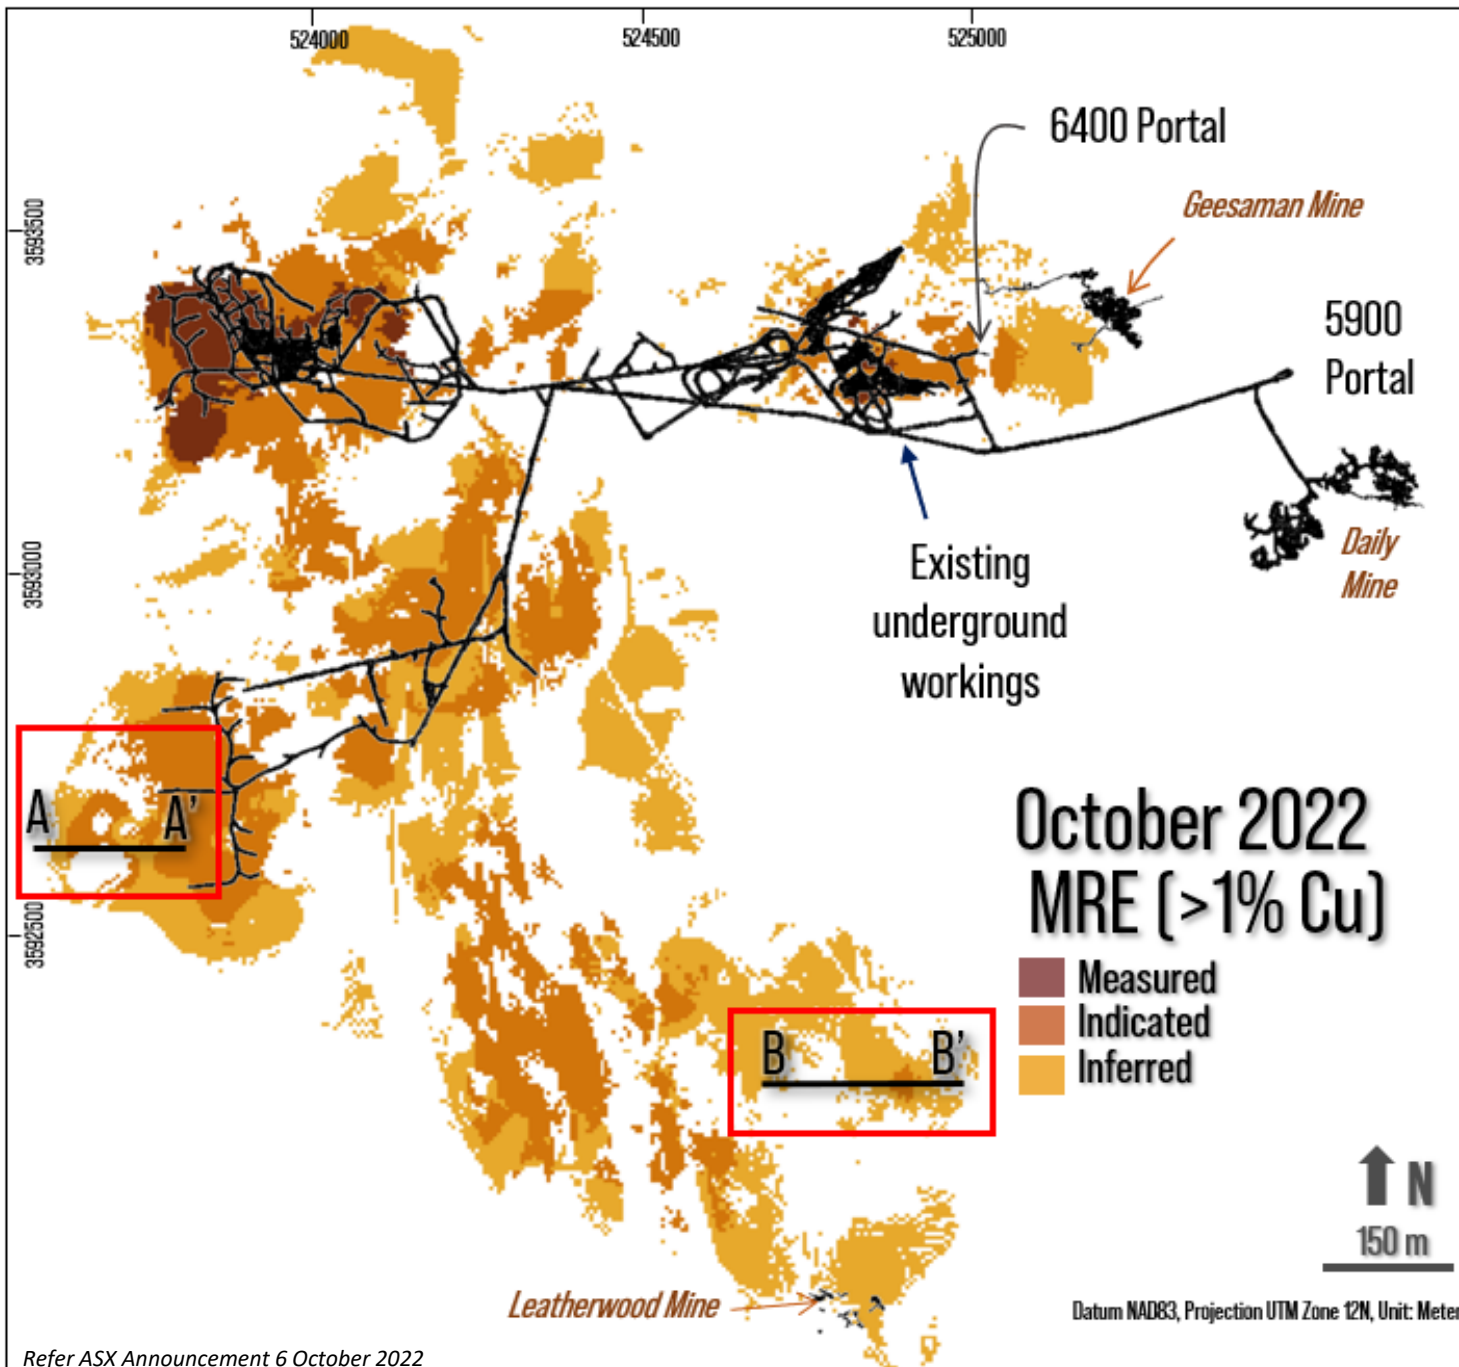 524000
524500
525000
6400 Portal
Geesaman Mine
3593500
5900
Portal
Daily
Mine
3593000
Existing
underground
workings
A
A'
October 2022
MRE (>1% Cu)
3592500
Measured
Indicated
Inferred
B
B'
N
150 m
Leatherwood Mine
Datum NAD83, Projection UTM Zone 12N, Unit: Meter
Refer ASX Announcement 6 October 2022